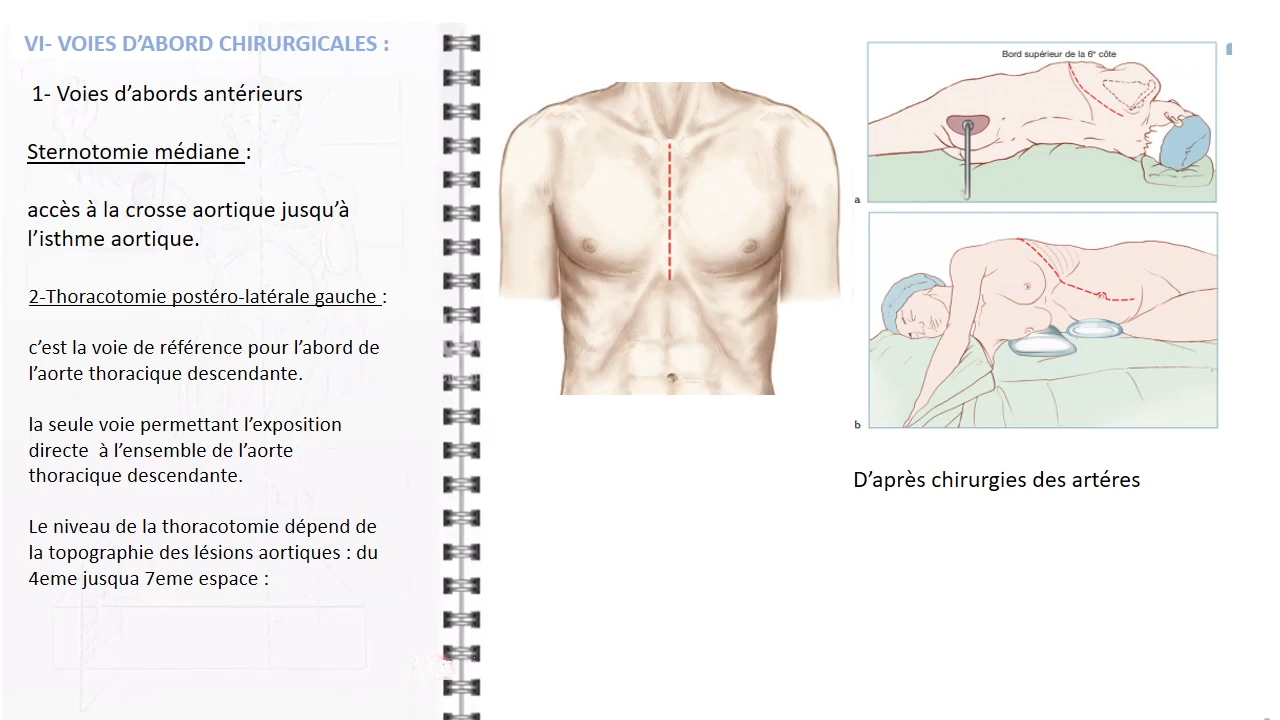 VI- VOIES D’ABORD CHIRURGICALES :
1- Voies d’abords antérieurs
Sternotomie médiane :
accès à la crosse aortique jusqu’à
l’isthme aortique.
2-Thoracotomie postéro-latérale gauche :
c’est la voie de référence pour l’abord de
l’aorte thoracique descendante.
la seule voie permettant l’exposition
directe à l’ensemble de l’aorte
thoracique descendante.
Le niveau de la thoracotomie dépend de
la topographie des lésions aortiques : du
4eme jusqua 7eme espace :
Bord supérieur de la 6e côte
a
b
D’après chirurgies des artéres